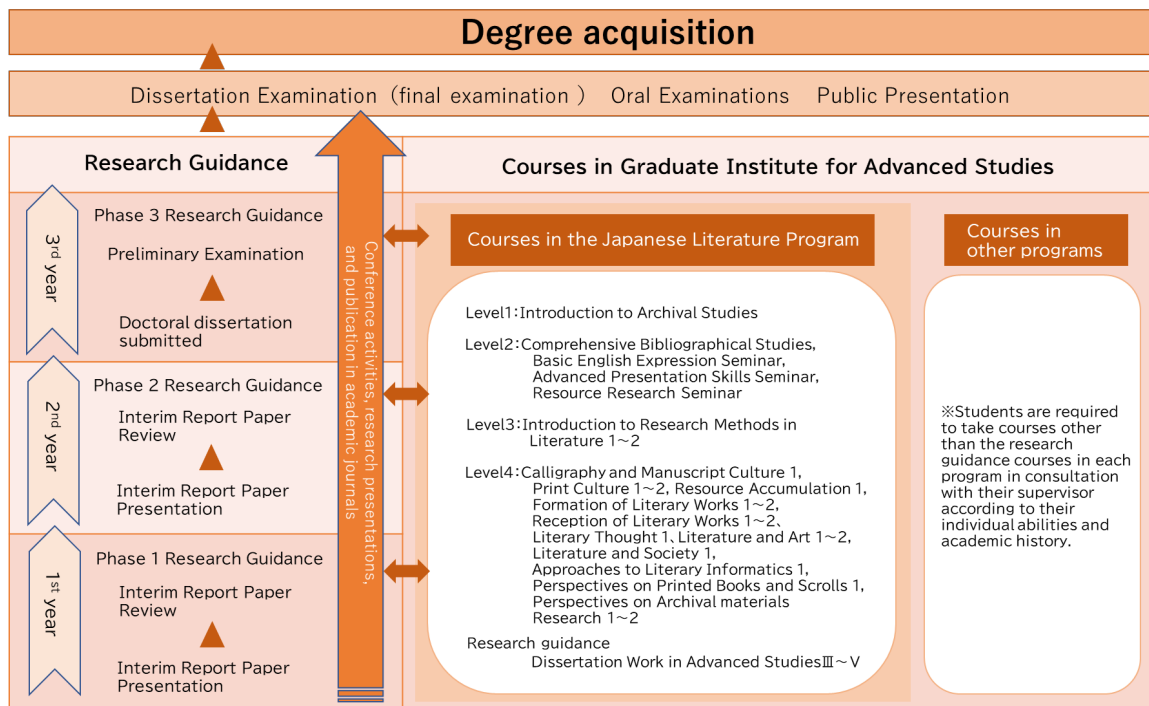 Degree acquisition
Dissertation Examination（final examination ） Oral Examinations Public Presentation
Research Guidance
Courses in Graduate Institute for Advanced Studies
3rd year
Phase 3 Research Guidance
Preliminary Examination
Doctoral dissertation
submitted
2nd year
Phase 2 Research Guidance
Interim Report Paper
Review
Interim Report Paper
Presentation
1st year
Phase 1 Research Guidance
Interim Report Paper
Review
Interim Report Paper
Presentation
Conference activities, research presentations,
and publication in academic journals
Courses in the Japanese Literature Program
Level1：Introduction to Archival Studies
Level2：Comprehensive Bibliographical Studies,
Basic English Expression Seminar,
Advanced Presentation Skills Seminar,
Resource Research Seminar
Level3：Introduction to Research Methods in
Literature 1～2
Level4：Calligraphy and Manuscript Culture 1,
Print Culture 1～2, Resource Accumulation 1,
Formation of Literary Works 1～2,
Reception of Literary Works 1～2、
Literary Thought 1、Literature and Art 1～2,
Literature and Society 1,
Approaches to Literary Informatics 1,
Perspectives on Printed Books and Scrolls 1,
Perspectives on Archival materials
Research 1～2
Research guidance
Dissertation Work in Advanced StudiesⅢ～Ⅴ
Courses in
other programs
※Students are required
to take courses other
than the research
guidance courses in each
program in consultation
with their supervisor
according to their
individual abilities and
academic history.